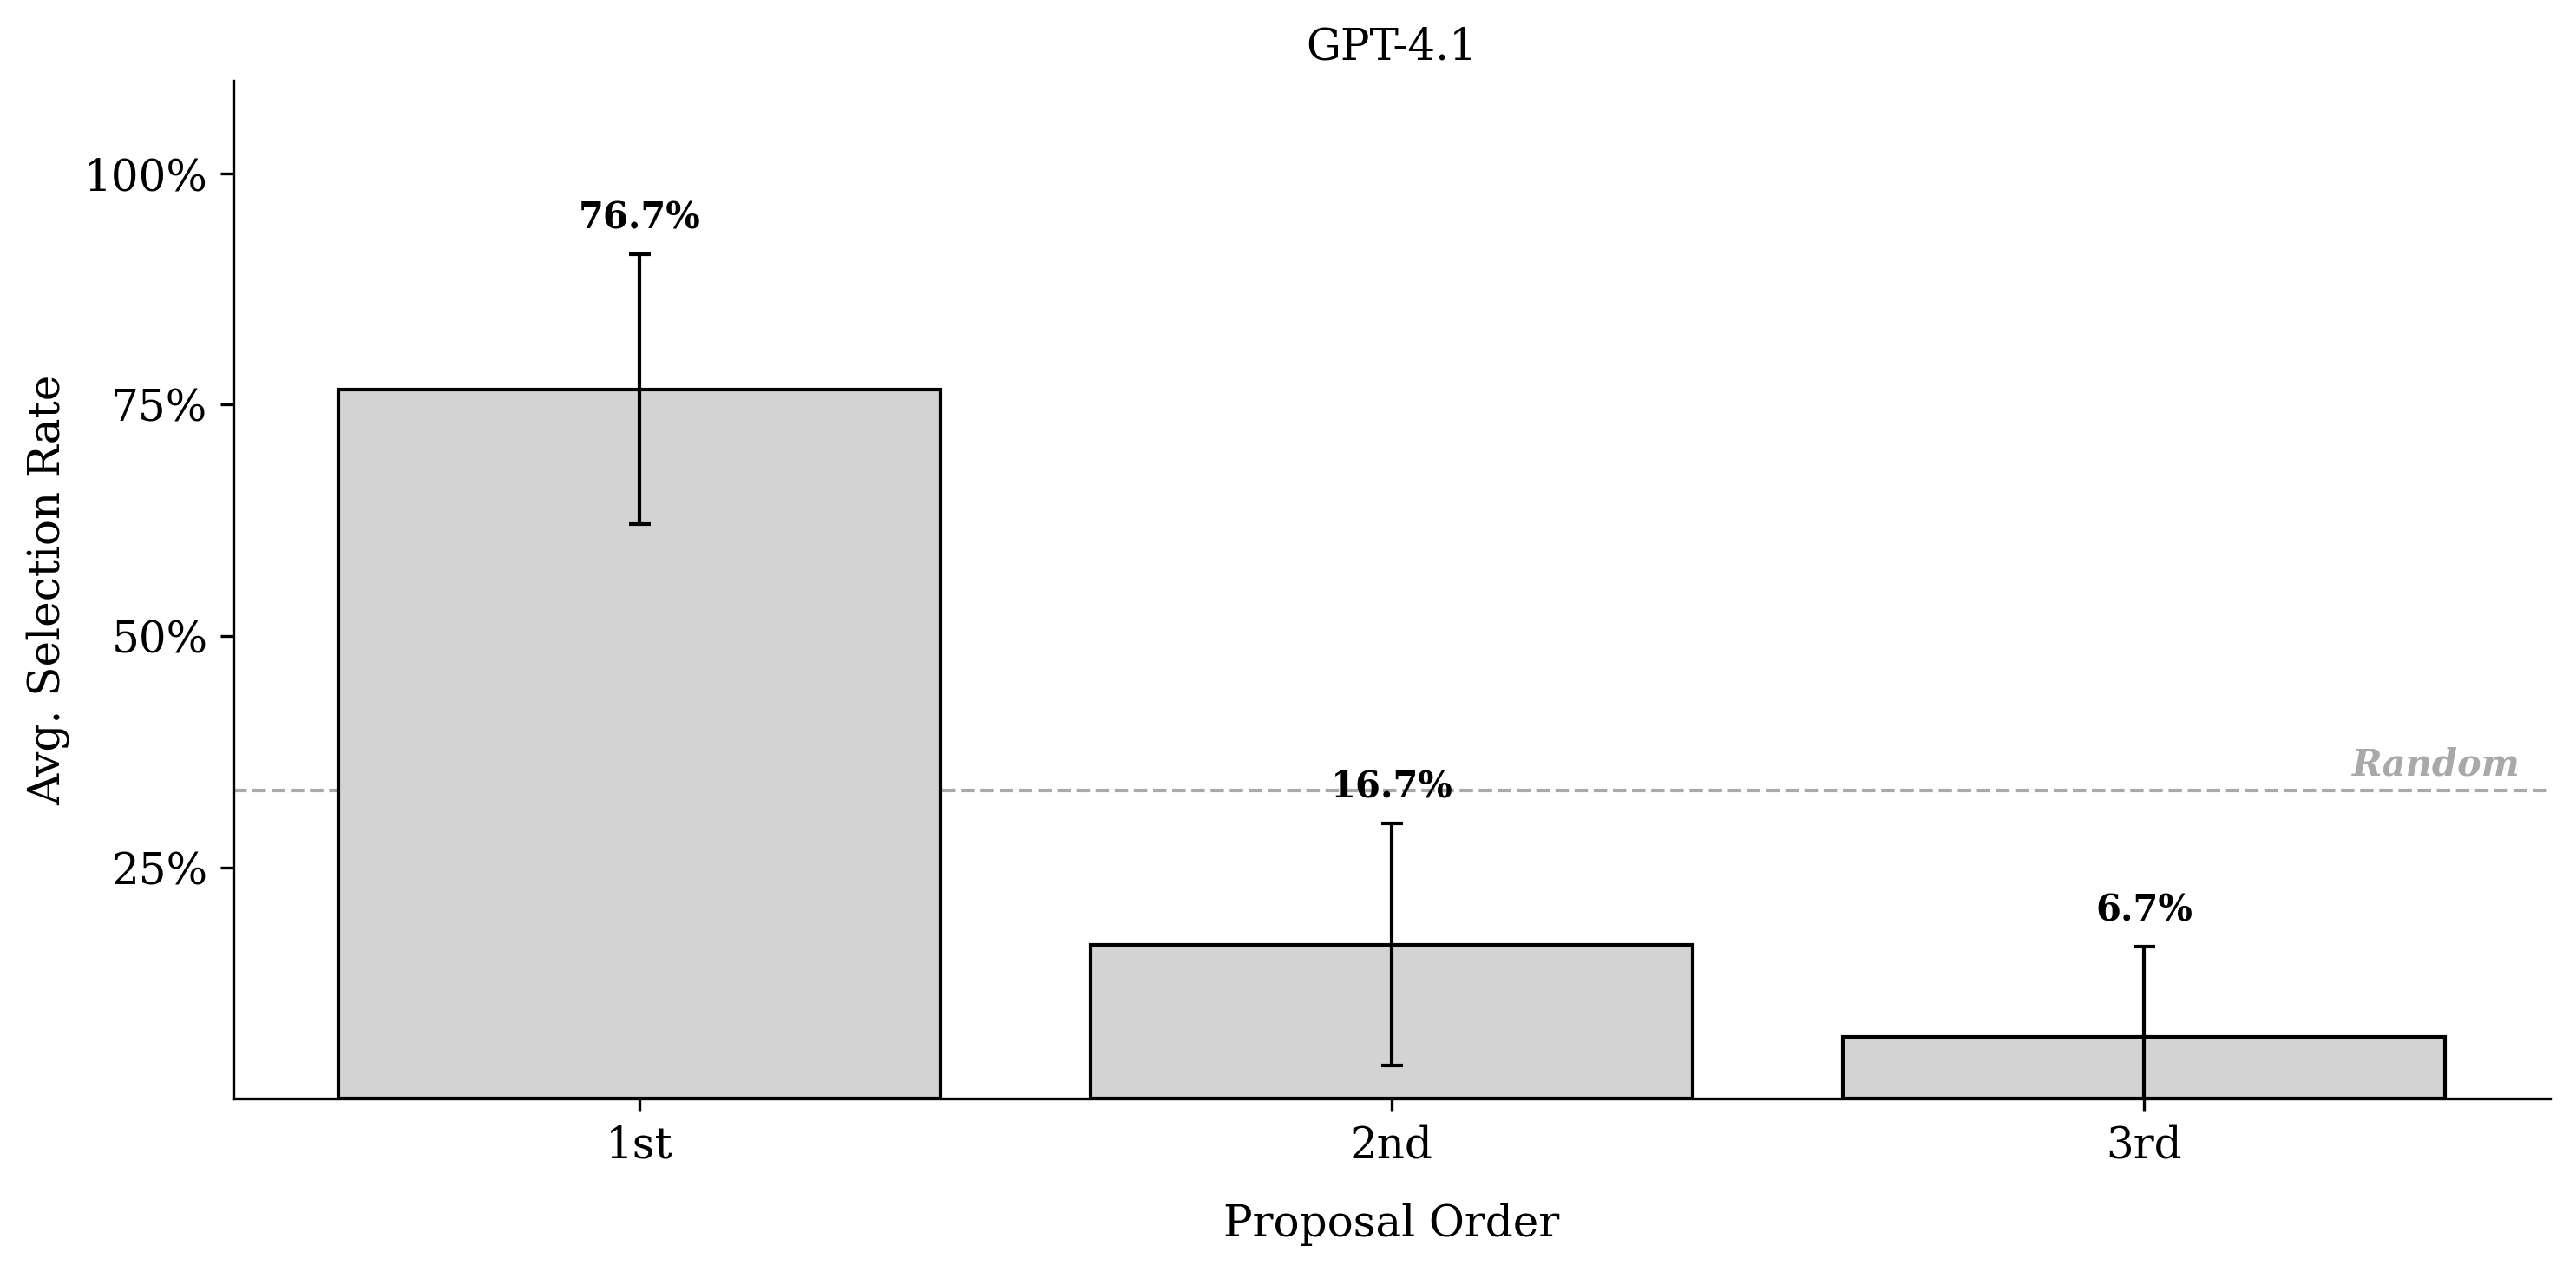 GPT-4.1
Avg. Selection Rate
100%
75%
50%
25%
76.7%
16.7%
6.7%
Random
1st
2nd
3rd
Proposal Order